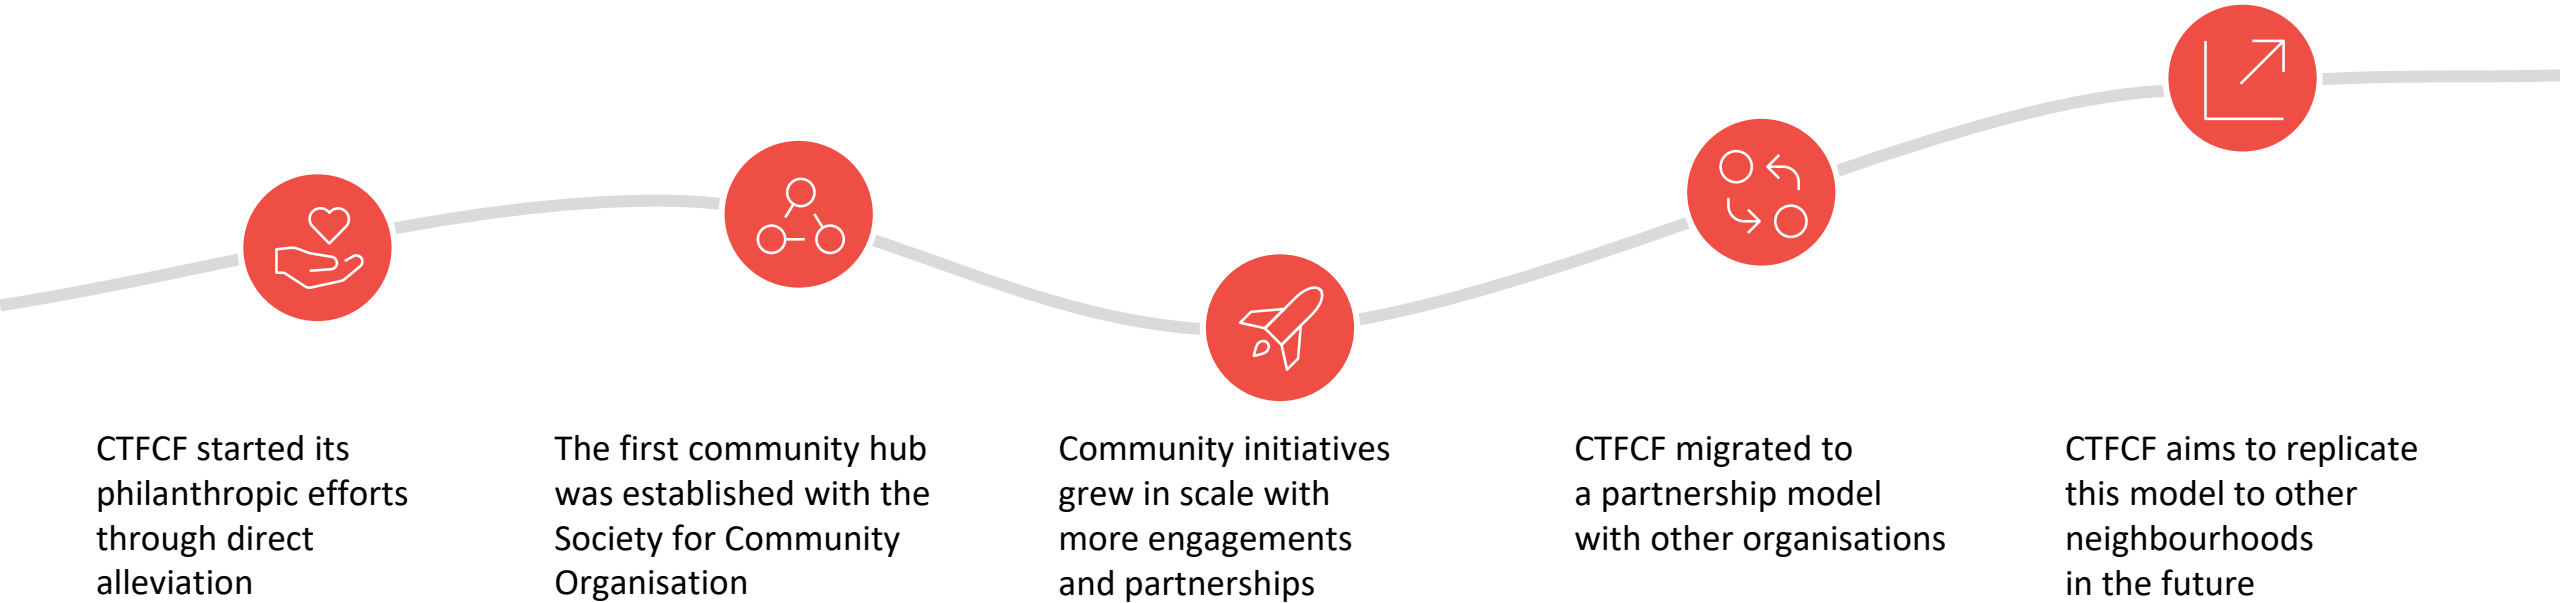 CTFCF started its
philanthropic efforts
through direct
alleviation
The first community hub
was established with the
Society for Community
Organisation
Community initiatives
grew in scale with
more engagements
and partnerships
CTFCF migrated to
a partnership model
with other organisations
CTFCF aims to replicate
this model to other
neighbourhoods
in the future